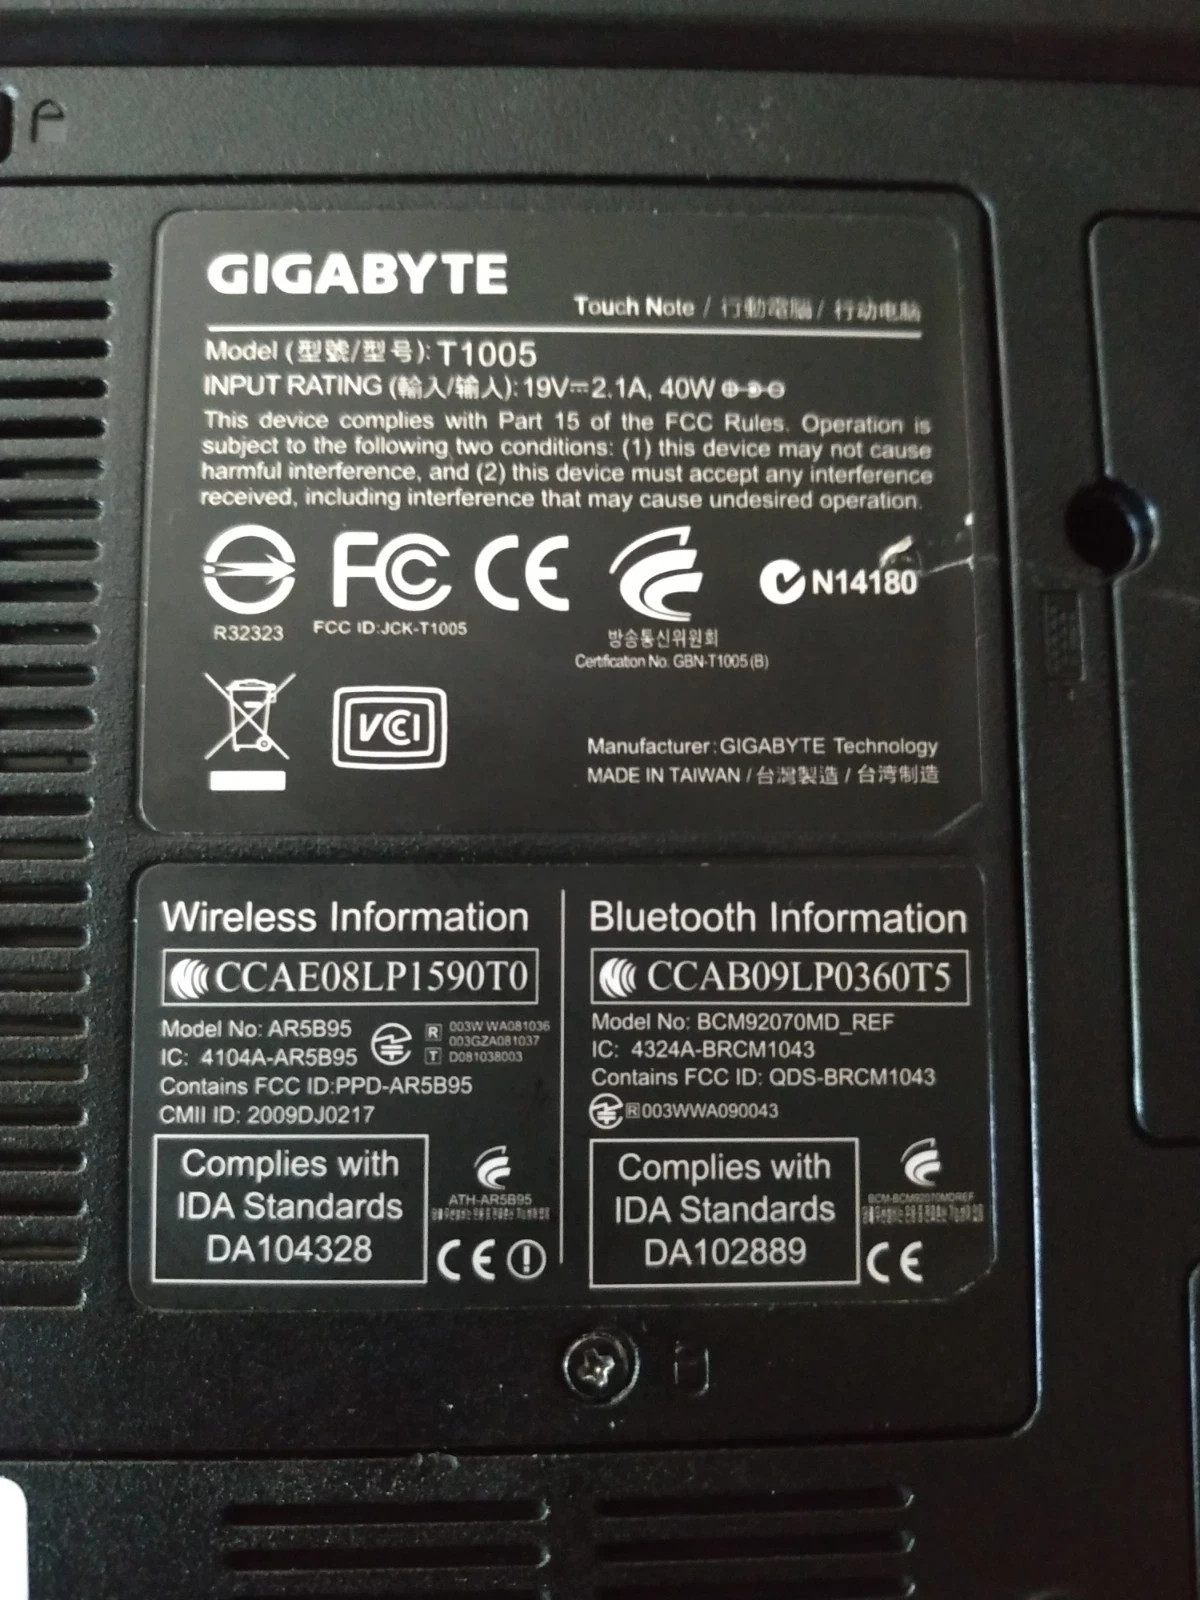 GIGABYTE
Touch Note / 行動電腦 / 行动电脑
Model (型號/型号): T1005
INPUT RATING (輸入/输人): 19V⎓2.1A, 40W
This device complies with Part 15 of the FCC Rules. Operation is
subject to the following two conditions: (1) this device may not cause
harmful interference, and (2) this device must accept any interference
received, including interference that may cause undesired operation.
FC CE N14180
R32323 FCC ID:JCK-T1005
방송통신위원회
Certification No. GBN-T1005 (B)
VCCI
Manufacturer: GIGABYTE Technology
MADE IN TAIWAN / 台灣製造 / 台湾制造
Wireless Information
CCAE08LP1590T0
Model No: AR5B95
IC: 4104A-AR5B95
R 003WWA081036
003GZA081037
T D081038003
Contains FCC ID:PPD-AR5B95
CMII ID: 2009DJ0217
Complies with
IDA Standards
DA104328
ATH-AR5B95
CE
Bluetooth Information
CCAB09LP0360T5
Model No: BCM92070MD_REF
IC: 4324A-BRCM1043
Contains FCC ID: QDS-BRCM1043
R 003WWA090043
Complies with
IDA Standards
DA102889
BCM-BCM92070MDREF
CE